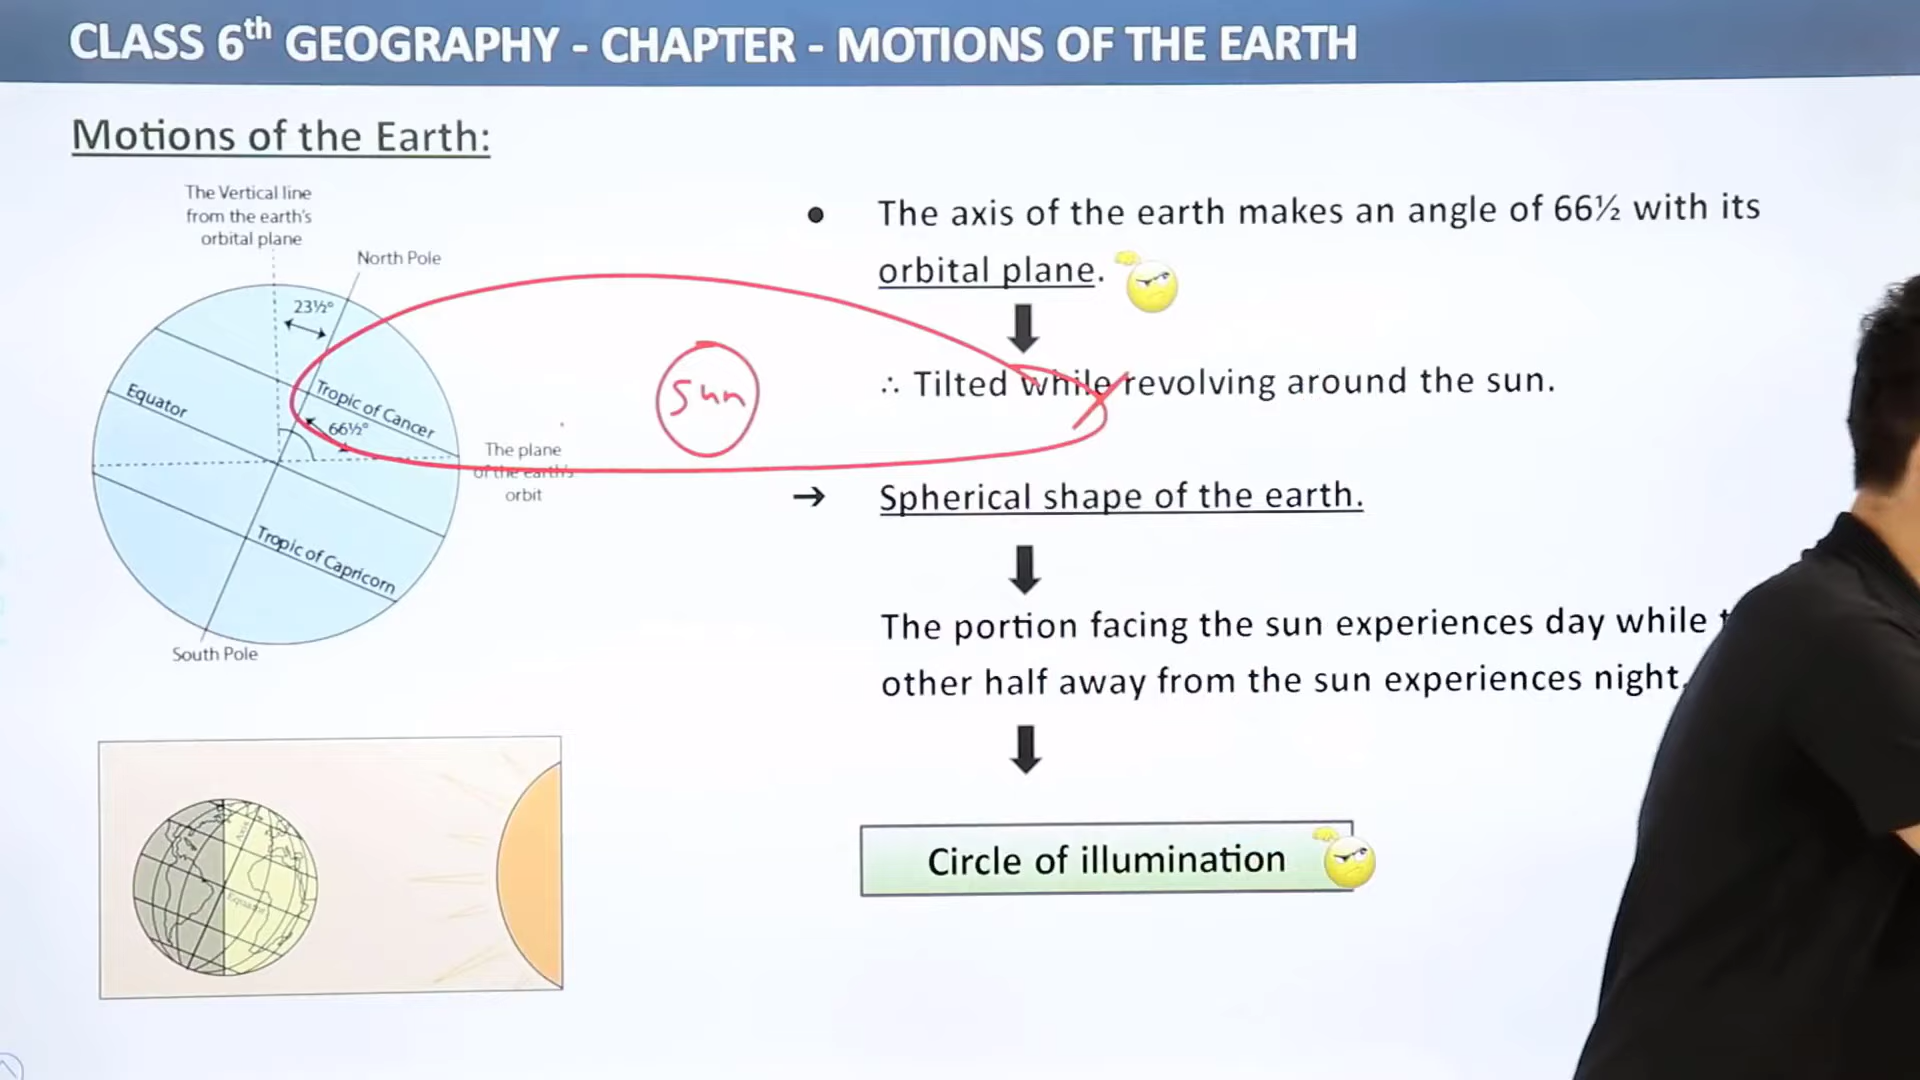 CLASS 6th GEOGRAPHY - CHAPTER - MOTIONS OF THE EARTH
Motions of the Earth:
The Vertical line
from the earth's
orbital plane
North Pole
23½°
Tropic of Cancer
Equator
66½°
The plane
of the earth's
orbit
Tropic of Capricorn
South Pole
Sun
● The axis of the earth makes an angle of 66½ with its
orbital plane.
∴ Tilted while revolving around the sun.
→ Spherical shape of the earth.
The portion facing the sun experiences day while
other half away from the sun experiences night.
Circle of illumination
Axis
Equator